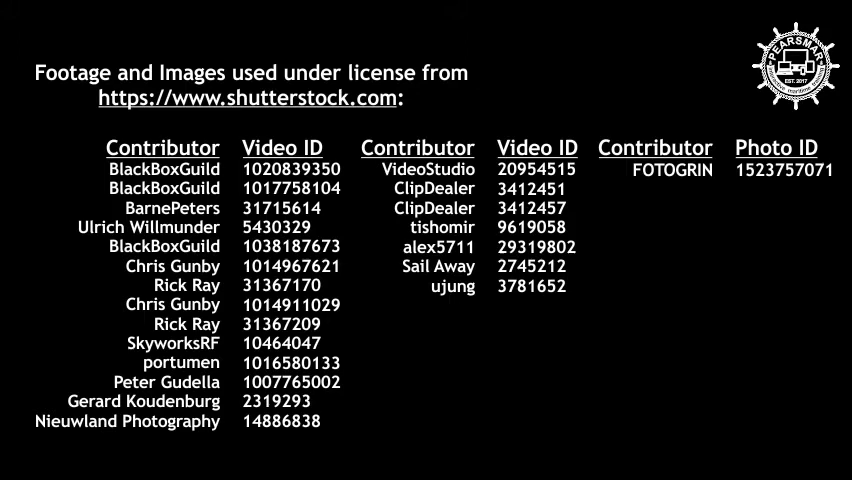 PEARSMAR
EST. 2017
Footage and Images used under license from
https://www.shutterstock.com:
Contributor Video ID Contributor Video ID Contributor Photo ID
BlackBoxGuild 1020839350 VideoStudio 20954515 FOTOGRIN 1523757071
BlackBoxGuild 1017758104 ClipDealer 3412451
BarnePeters 31715614 ClipDealer 3412457
Ulrich Willmunder 5430329 tishomir 9619058
BlackBoxGuild 1038187673 alex5711 29319802
Chris Gunby 1014967621 Sail Away 2745212
Rick Ray 31367170 ujung 3781652
Chris Gunby 1014911029
Rick Ray 31367209
SkyworksRF 10464047
portumen 1016580133
Peter Gudella 1007765002
Gerard Koudenburg 2319293
Nieuwland Photography 14886838